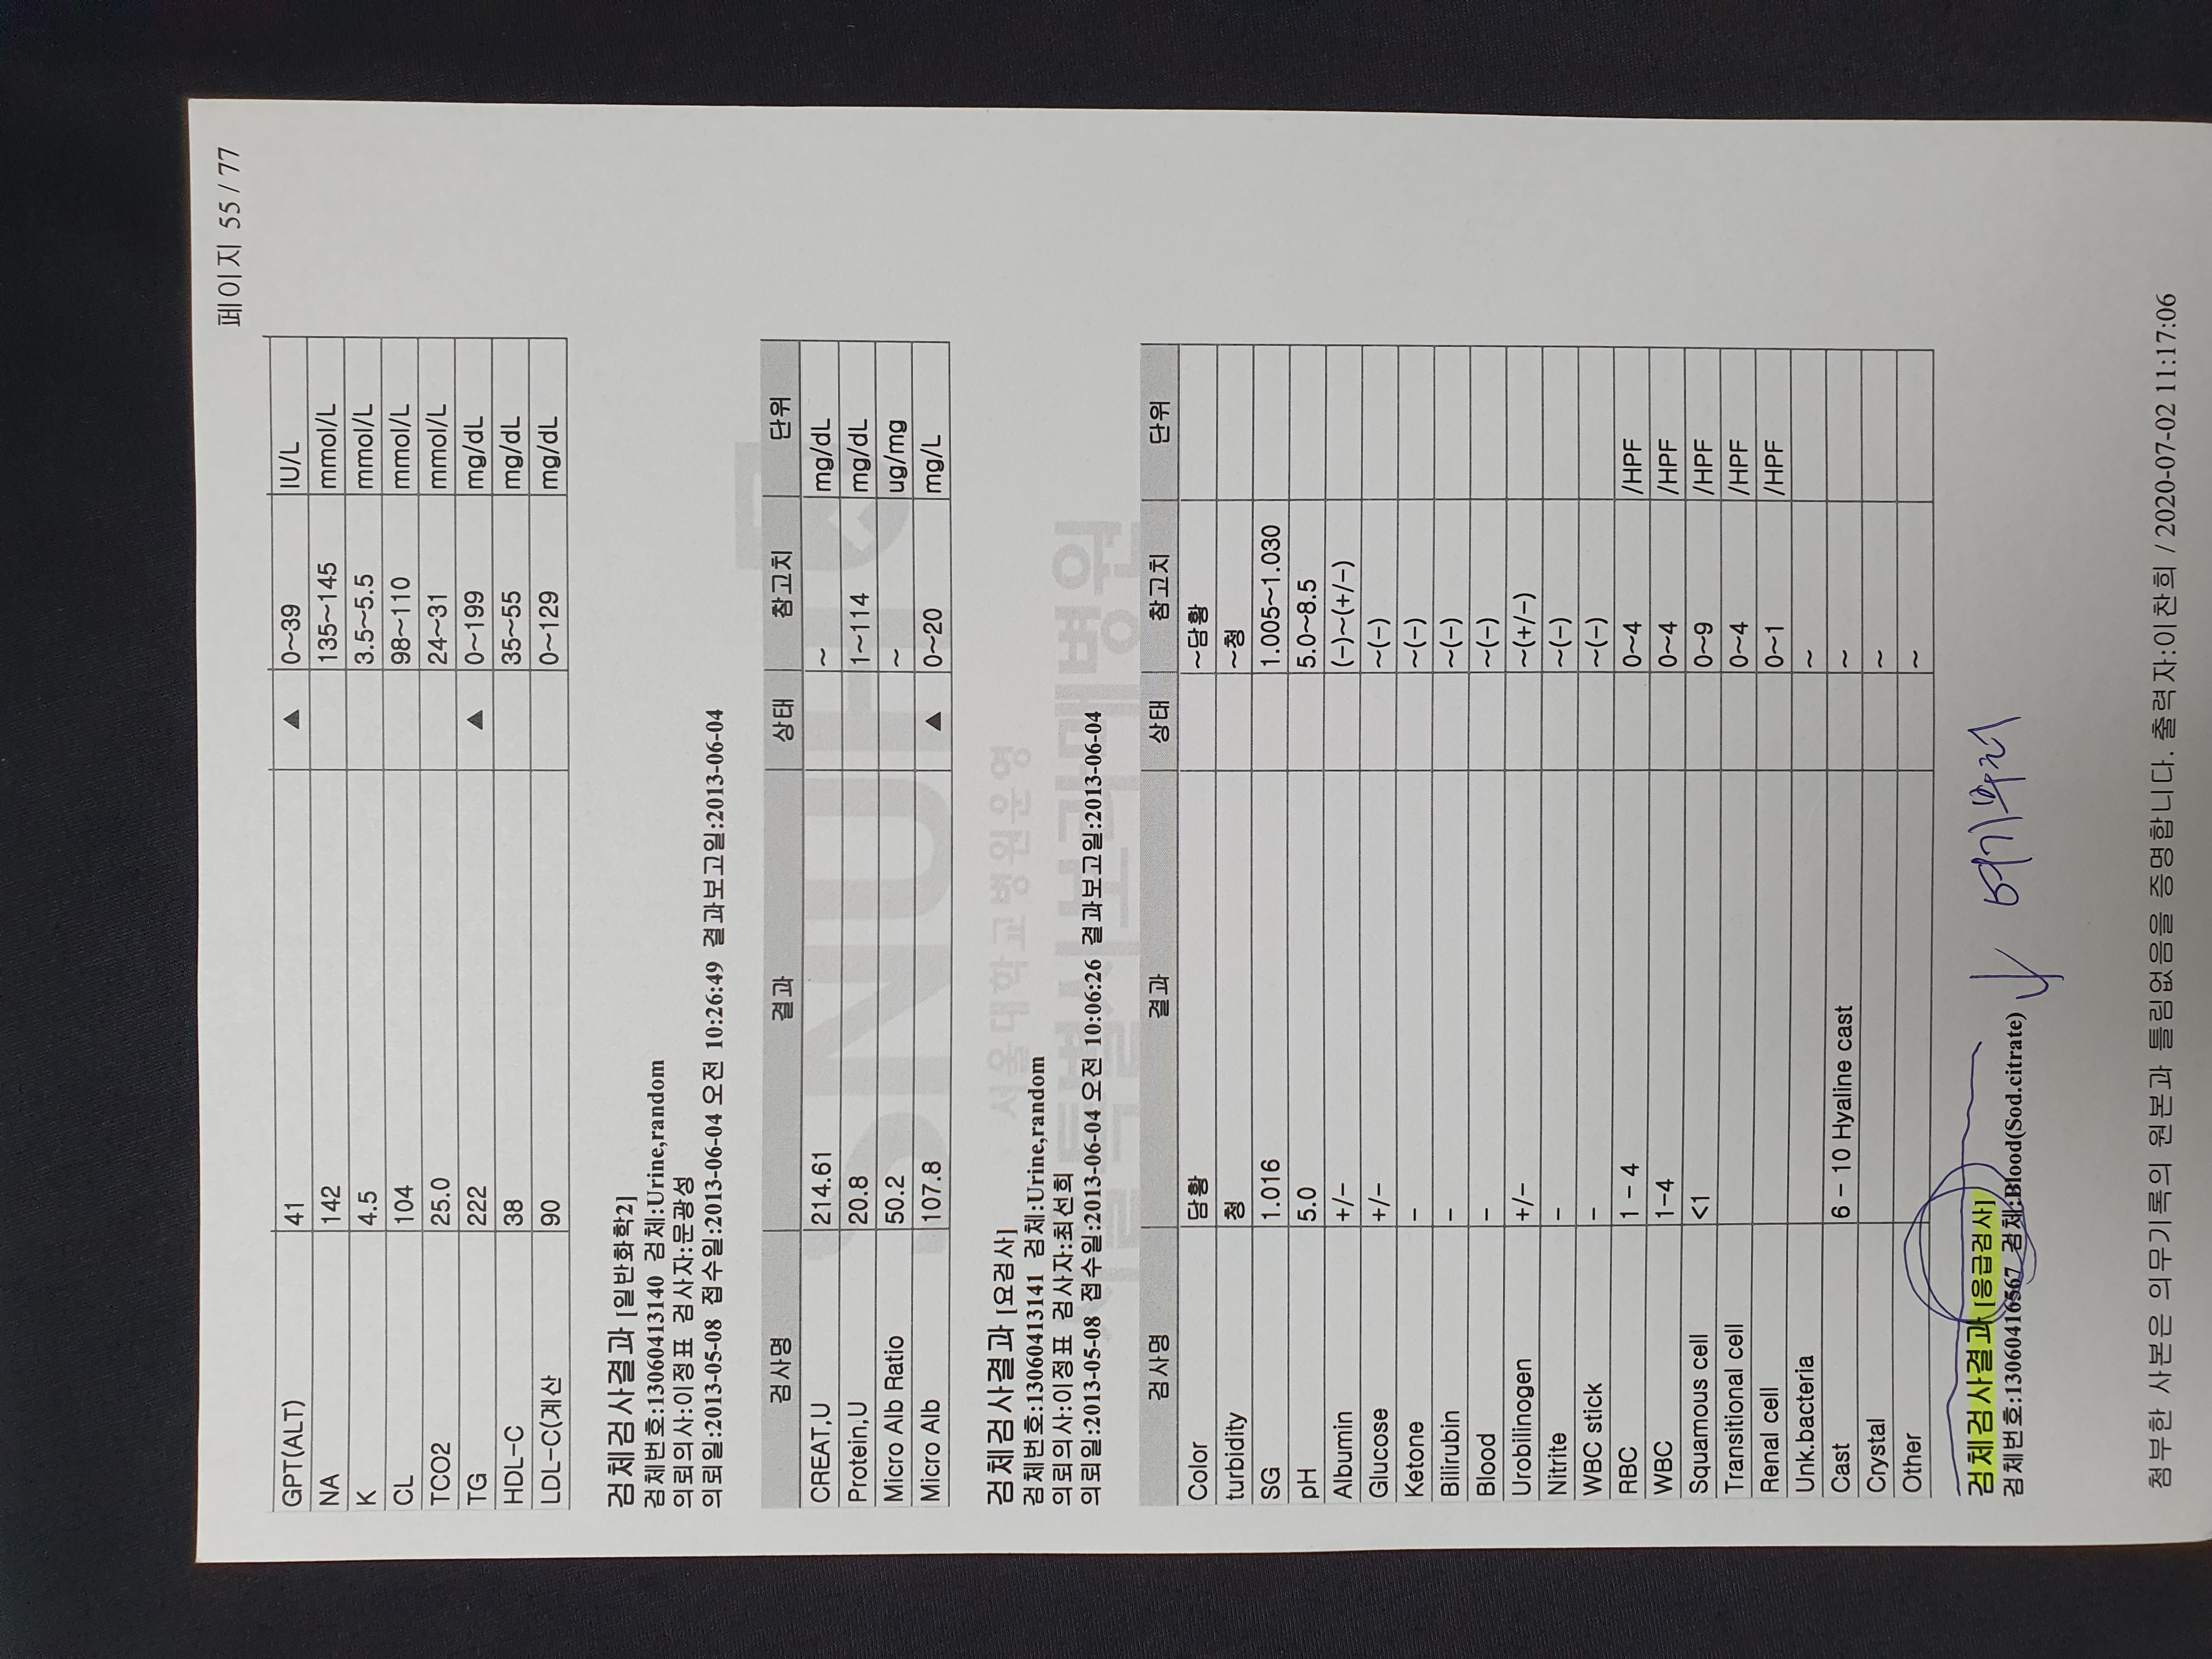 페이지 55 / 77
GPT(ALT) 41 ▲ 0~39 IU/L
NA 142 135~145 mmol/L
K 4.5 3.5~5.5 mmol/L
CL 104 98~110 mmol/L
TCO2 25.0 24~31 mmol/L
TG 222 ▲ 0~199 mg/dL
HDL-C 38 35~55 mg/dL
LDL-C(계산 90 0~129 mg/dL
검체검사결과 [일반화학2]
검체번호:13060413140 검체:Urine,random
의뢰의사:이정표 검사자:문광성
의뢰일:2013-05-08 접수일:2013-06-04 오전 10:26:49 결과보고일:2013-06-04
검사명 결과 상태 참고치 단위
CREAT,U 214.61 ~ mg/dL
Protein,U 20.8 1~114 mg/dL
Micro Alb Ratio 50.2 ~ ug/mg
Micro Alb 107.8 ▲ 0~20 mg/L
SNUH
서울대학교병원운영
서울특별시보라매병원
검체검사결과 [요검사]
검체번호:13060413141 검체:Urine,random
의뢰의사:이정표 검사자:최선희
의뢰일:2013-05-08 접수일:2013-06-04 오전 10:06:26 결과보고일:2013-06-04
검사명 결과 상태 참고치 단위
Color 담황 ~담황
turbidity 청 ~청
SG 1.016 1.005~1.030
pH 5.0 5.0~8.5
Albumin +/- (-)~(+/-)
Glucose +/- ~(-)
Ketone - ~(-)
Bilirubin - ~(-)
Blood - ~(-)
Urobilinogen +/- ~(+/-)
Nitrite - ~(-)
WBC stick - ~(-)
RBC 1 - 4 0~4 /HPF
WBC 1-4 0~4 /HPF
Squamous cell <1 0~9 /HPF
Transitional cell 0~4 /HPF
Renal cell 0~1 /HPF
Unk.bacteria ~
Cast 6 - 10 Hyaline cast ~
Crystal ~
Other ~
검체검사결과 [응급검사]
검체번호:13060416567 검체:Blood(Sod.citrate)
여기부터
첨부한 사본은 의무기록의 원본과 틀림없음을 증명합니다. 출력자:이찬희 / 2020-07-02 11:17:06